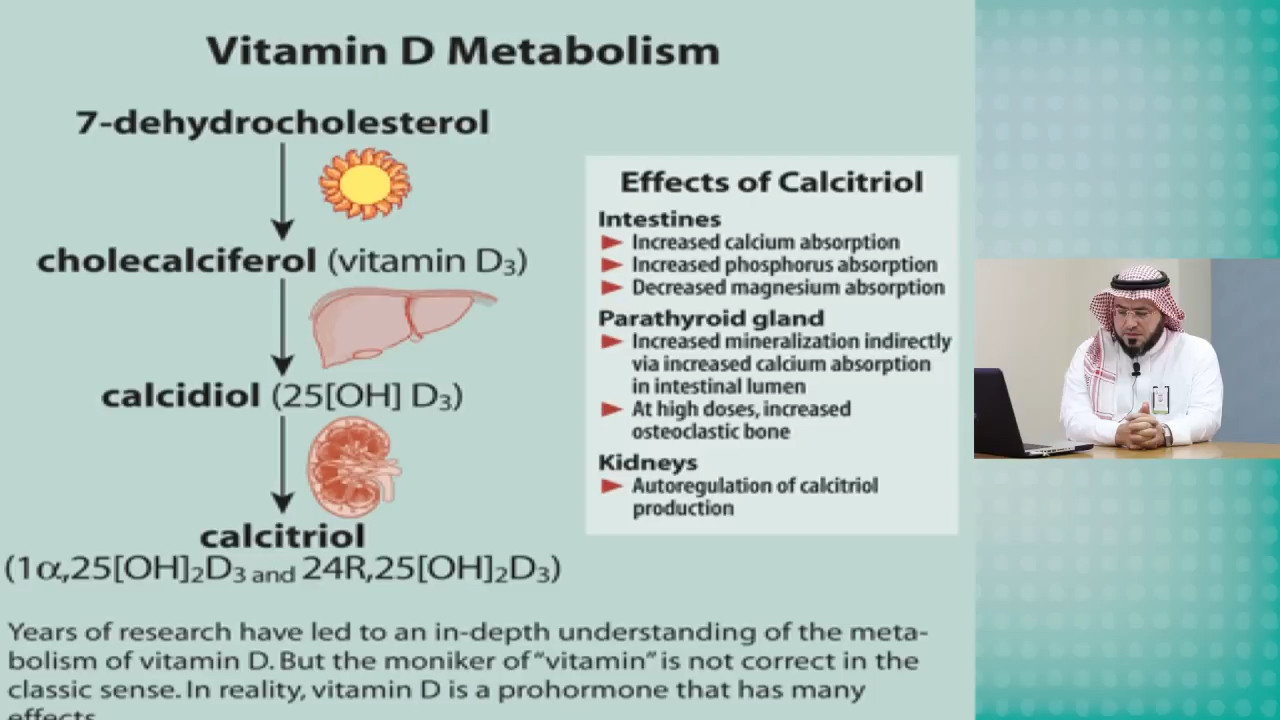 Vitamin D Metabolism
7-dehydrocholesterol
cholecalciferol (vitamin D₃)
calcidiol (25[OH] D₃)
calcitriol
(1α,25[OH]₂D₃ and 24R,25[OH]₂D₃)
Effects of Calcitriol
Intestines
Increased calcium absorption
Increased phosphorus absorption
Decreased magnesium absorption
Parathyroid gland
Increased mineralization indirectly
via increased calcium absorption
in intestinal lumen
At high doses, increased
osteoclastic bone
Kidneys
Autoregulation of calcitriol
production
Years of research have led to an in-depth understanding of the meta-
bolism of vitamin D. But the moniker of “vitamin” is not correct in the
classic sense. In reality, vitamin D is a prohormone that has many
effects